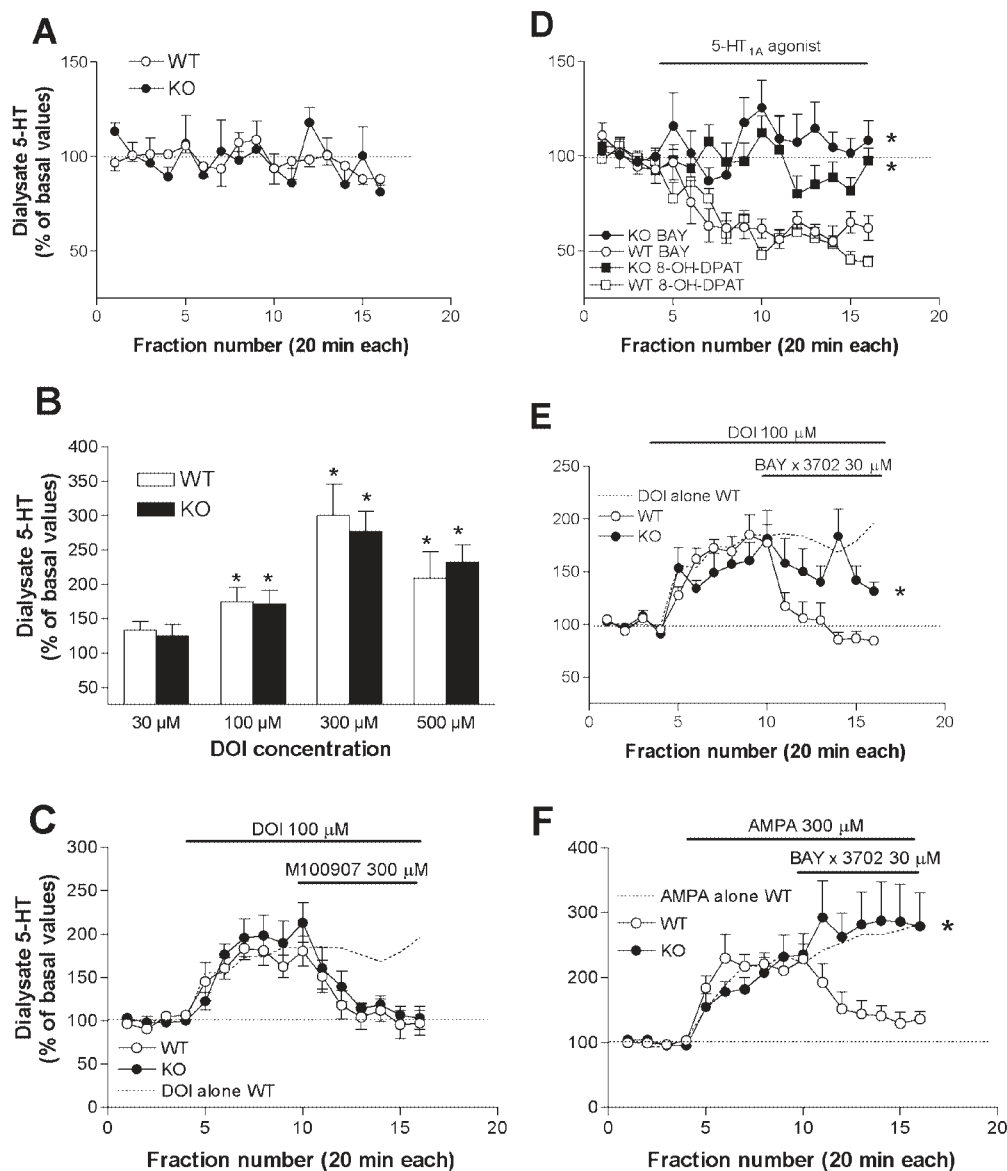 A
WT
KO
Dialysate 5-HT
(% of basal values)
150
100
50
0
5
10
15
20
Fraction number (20 min each)
B
Dialysate 5-HT
(% of basal values)
400
350
300
250
200
150
100
50
WT
KO
*
*
*
*
*
*
30 µM
100 µM
300 µM
500 µM
DOI concentration
C
DOI 100 µM
M100907 300 µM
Dialysate 5-HT
(% of basal values)
250
200
150
100
50
0
WT
KO
DOI alone WT
0
5
10
15
20
Fraction number (20 min each)
D
5-HT1A agonist
150
100
50
*
*
KO BAY
WT BAY
KO 8-OH-DPAT
WT 8-OH-DPAT
0
5
10
15
20
Fraction number (20 min each)
E
DOI 100 µM
BAY x 3702 30 µM
250
200
150
100
50
DOI alone WT
WT
KO
*
0
5
10
15
20
Fraction number (20 min each)
F
AMPA 300 µM
BAY x 3702 30 µM
400
300
200
100
0
AMPA alone WT
WT
KO
*
0
5
10
15
20
Fraction number (20 min each)